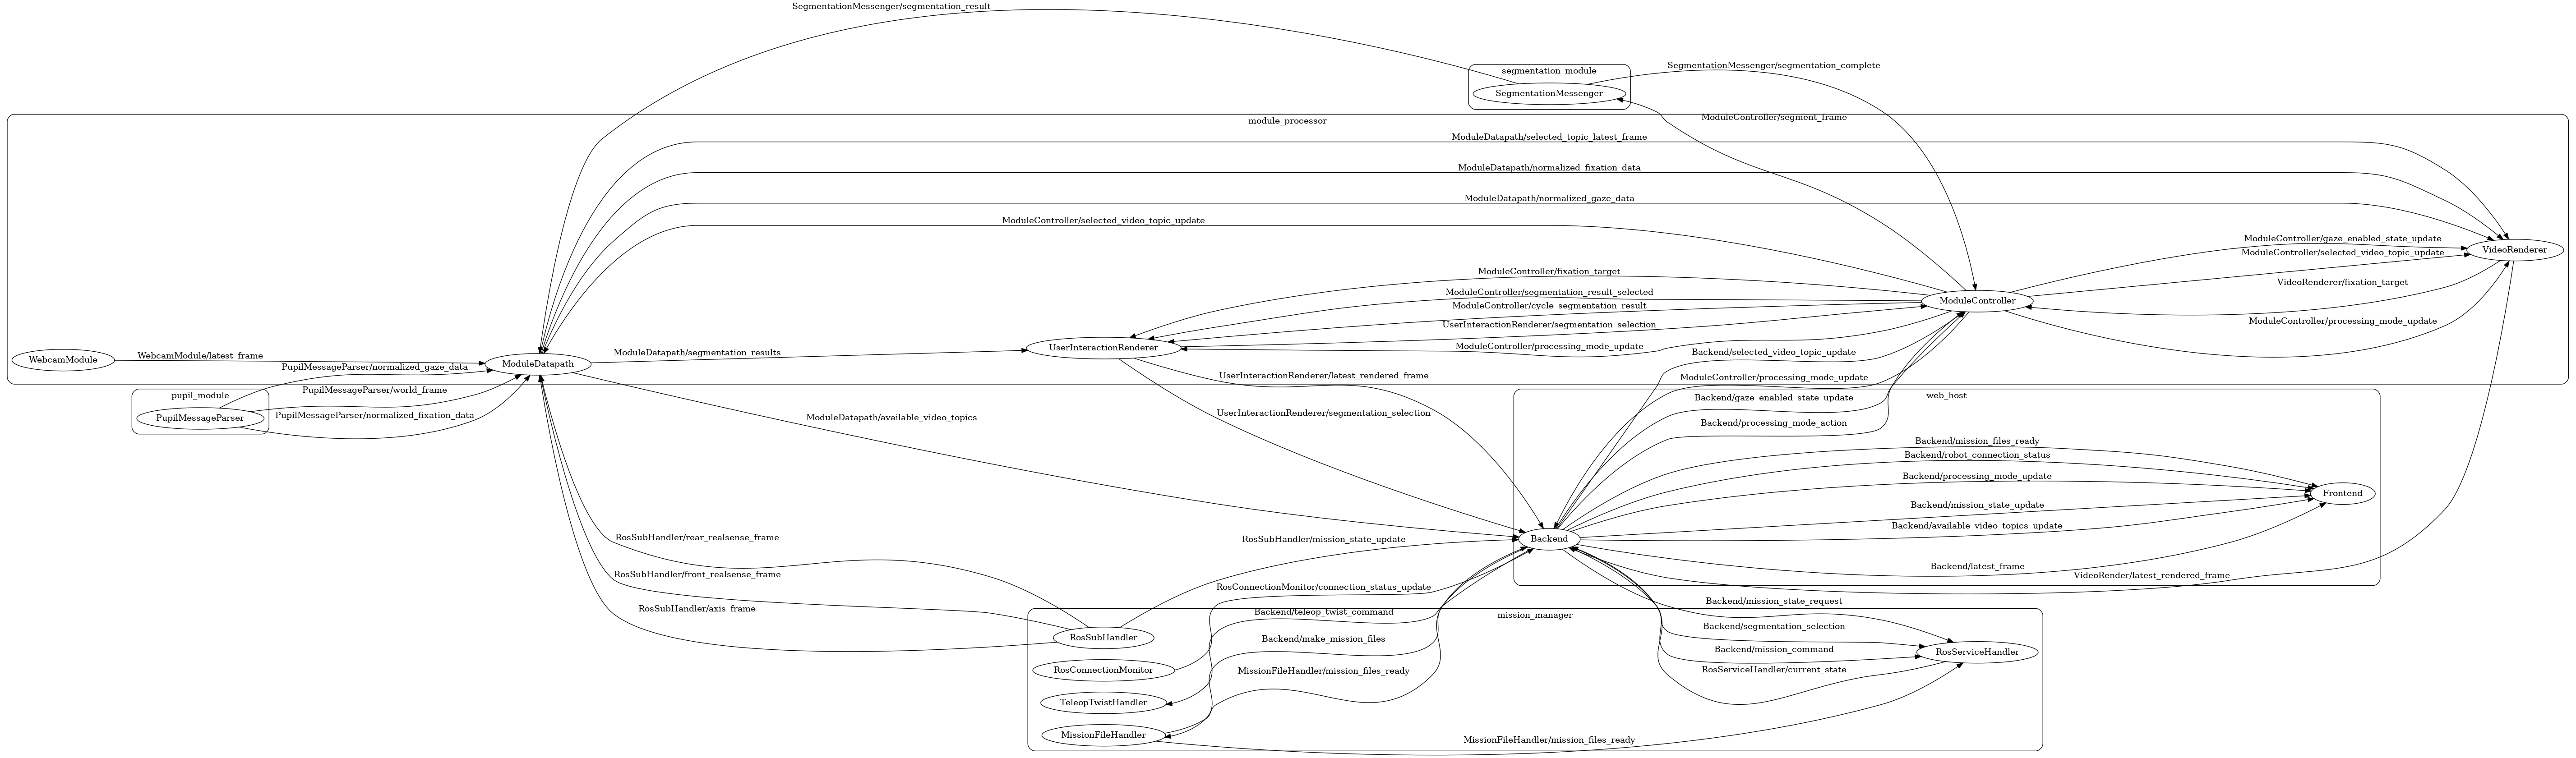 SegmentationMessenger/segmentation_result
segmentation_module
SegmentationMessenger/segmentation_complete
SegmentationMessenger
ModuleController/segment_frame
module_processor
ModuleDatapath/selected_topic_latest_frame
ModuleDatapath/normalized_fixation_data
ModuleDatapath/normalized_gaze_data
ModuleController/selected_video_topic_update
ModuleController/gaze_enabled_state_update
VideoRenderer
ModuleController/selected_video_topic_update
ModuleController/fixation_target
VideoRenderer/fixation_target
ModuleController/segmentation_result_selected
ModuleController
ModuleController/cycle_segmentation_result
ModuleController/processing_mode_update
UserInteractionRenderer/segmentation_selection
UserInteractionRenderer
ModuleController/processing_mode_update
WebcamModule
WebcamModule/latest_frame
ModuleDatapath
ModuleDatapath/segmentation_results
Backend/selected_video_topic_update
PupilMessageParser/normalized_gaze_data
UserInteractionRenderer/latest_rendered_frame
ModuleController/processing_mode_update
pupil_module
PupilMessageParser/world_frame
Backend/gaze_enabled_state_update
web_host
PupilMessageParser
PupilMessageParser/normalized_fixation_data
ModuleDatapath/available_video_topics
UserInteractionRenderer/segmentation_selection
Backend/processing_mode_action
Backend/mission_files_ready
Backend/robot_connection_status
Backend/processing_mode_update
Frontend
Backend/mission_state_update
Backend/available_video_topics_update
RosSubHandler/rear_realsense_frame
RosSubHandler/mission_state_update
Backend
Backend/latest_frame
RosSubHandler/front_realsense_frame
VideoRender/latest_rendered_frame
RosConnectionMonitor/connection_status_update
RosSubHandler/axis_frame
Backend/teleop_twist_command
mission_manager
Backend/mission_state_request
Backend/segmentation_selection
RosSubHandler
Backend/make_mission_files
Backend/mission_command
RosServiceHandler
RosConnectionMonitor
MissionFileHandler/mission_files_ready
RosServiceHandler/current_state
TeleopTwistHandler
MissionFileHandler
MissionFileHandler/mission_files_ready